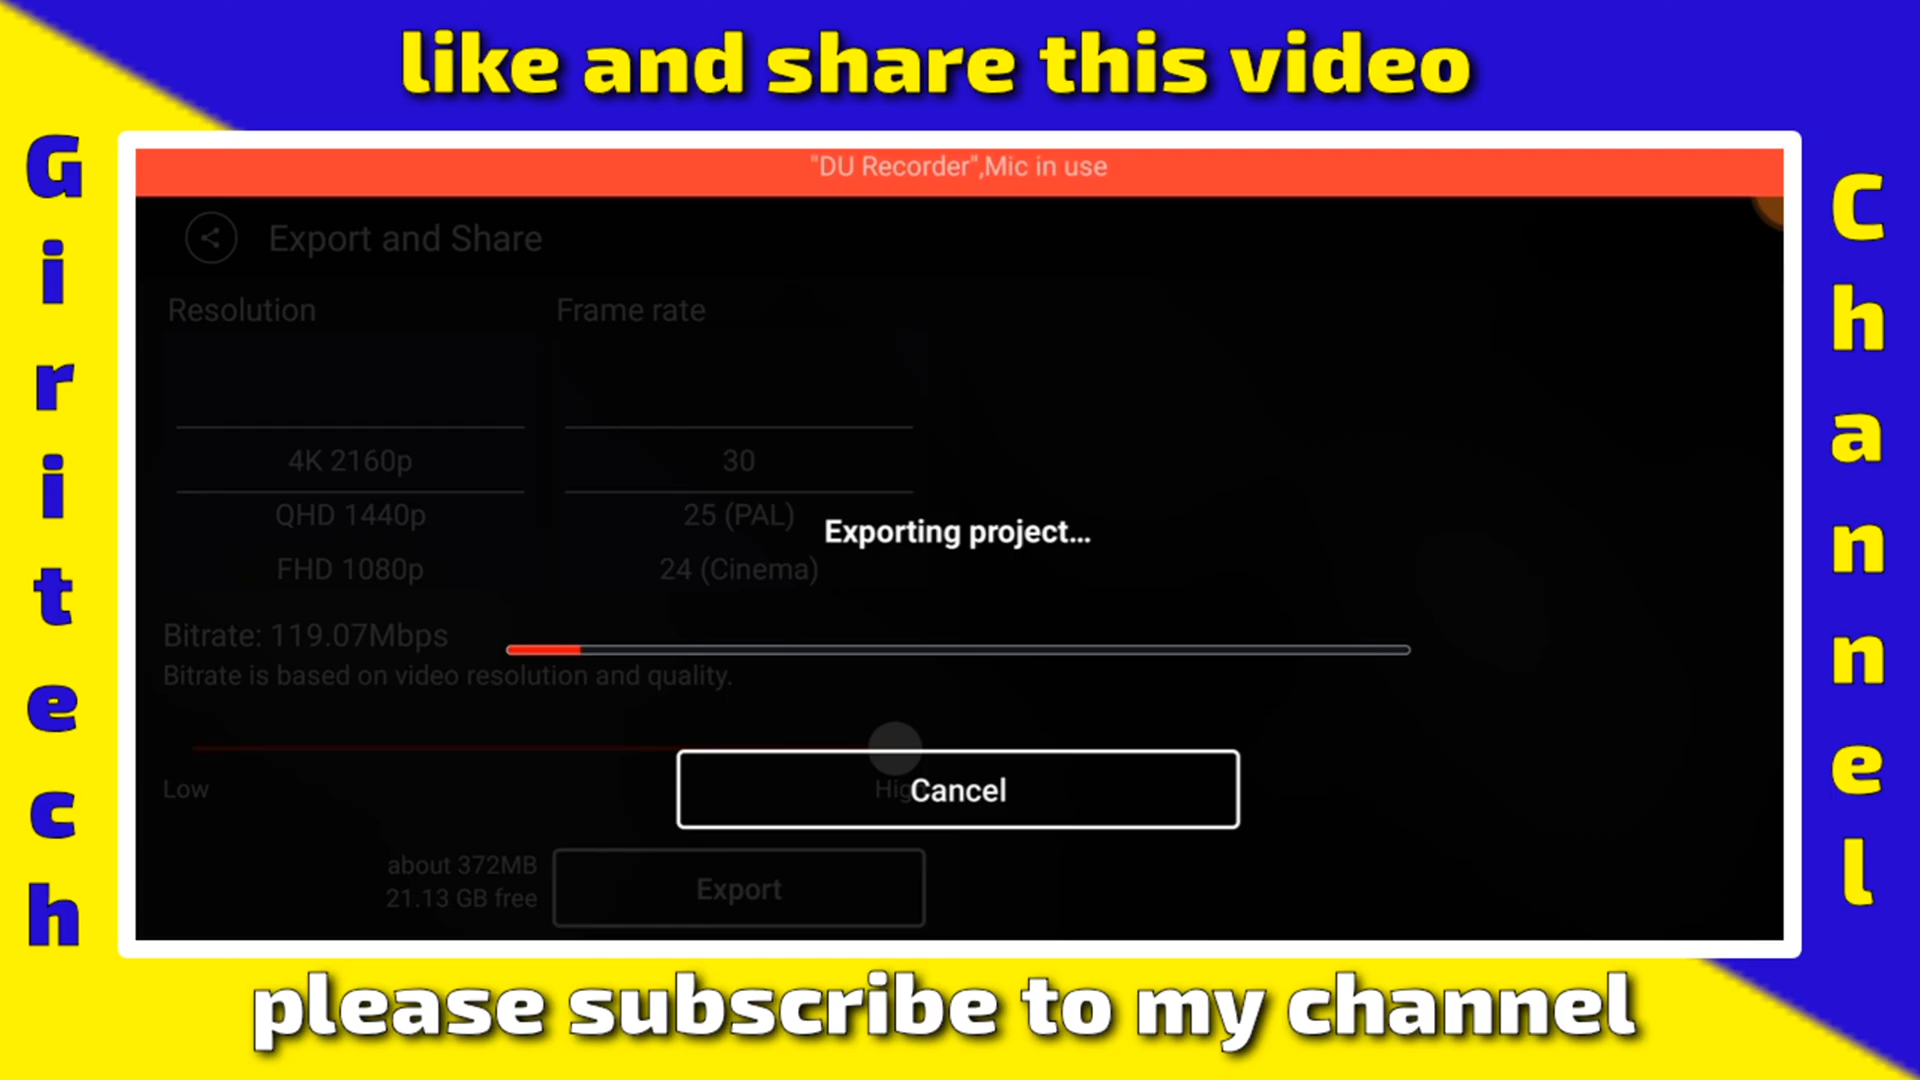 like and share this video
Giritech
Channel
"DU Recorder",Mic in use
Export and Share
Resolution
Frame rate
4K 2160p
30
QHD 1440p
25 (PAL)
FHD 1080p
24 (Cinema)
Exporting project...
Bitrate: 119.07Mbps
Bitrate is based on video resolution and quality.
Low
Cancel
about 372MB
21.13 GB free
Export
please subscribe to my channel